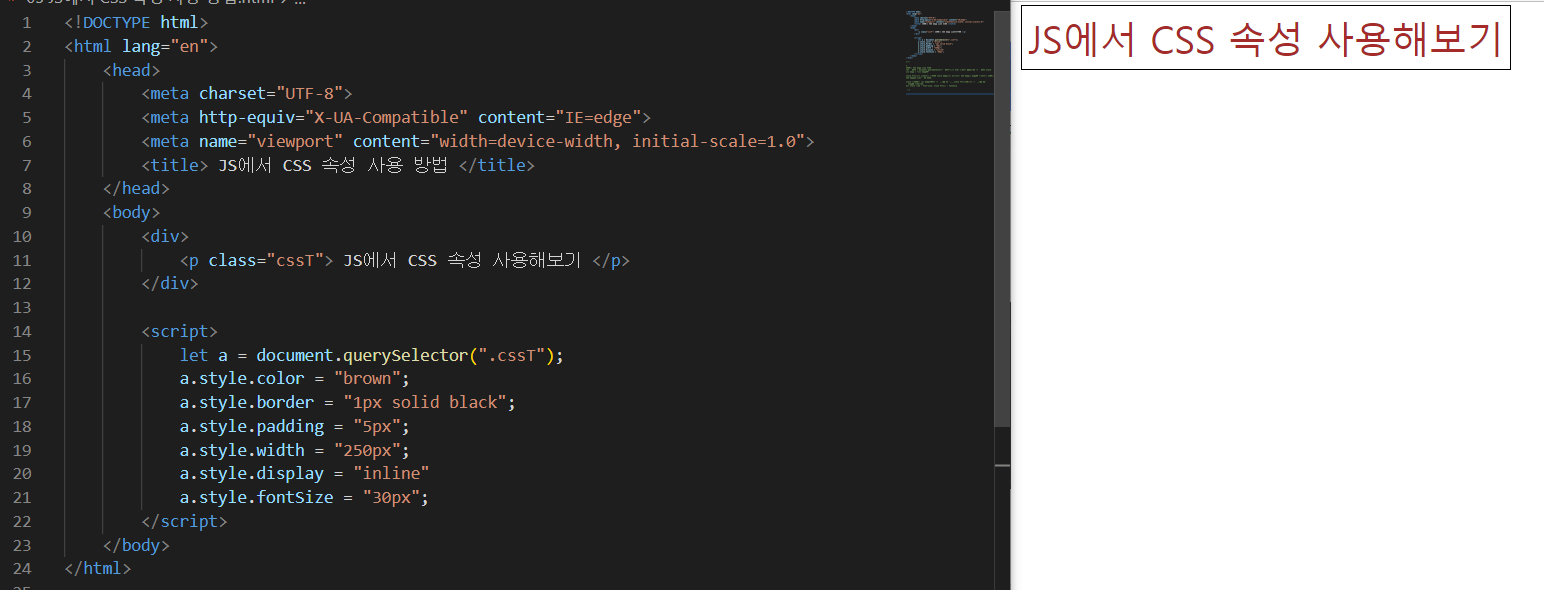 1 <!DOCTYPE html>
2 <html lang="en">
3 <head>
4 <meta charset="UTF-8">
5 <meta http-equiv="X-UA-Compatible" content="IE=edge">
6 <meta name="viewport" content="width=device-width, initial-scale=1.0">
7 <title> JS에서 CSS 속성 사용 방법 </title>
8 </head>
9 <body>
10 <div>
11 <p class="cssT"> JS에서 CSS 속성 사용해보기 </p>
12 </div>
13
14 <script>
15 let a = document.querySelector(".cssT");
16 a.style.color = "brown";
17 a.style.border = "1px solid black";
18 a.style.padding = "5px";
19 a.style.width = "250px";
20 a.style.display = "inline"
21 a.style.fontSize = "30px";
22 </script>
23 </body>
24 </html>
JS에서 CSS 속성 사용해보기